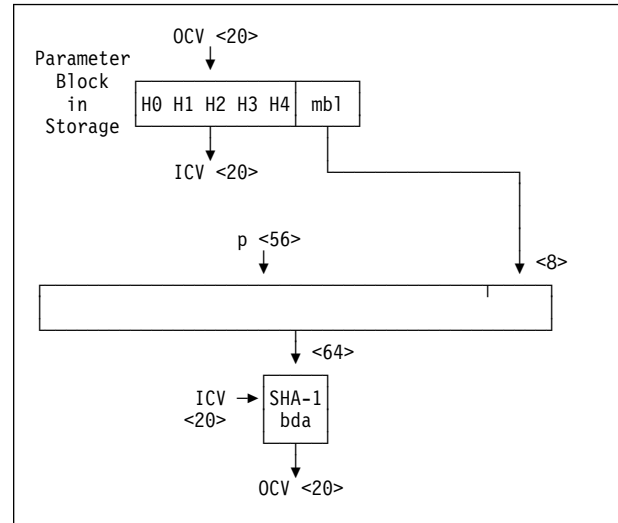 OCV <20>
Parameter
Block
in
Storage
H0 H1 H2 H3 H4 mbl
ICV <20>
p <56>
<8>
<64>
ICV
<20>
SHA-1
bda
OCV <20>